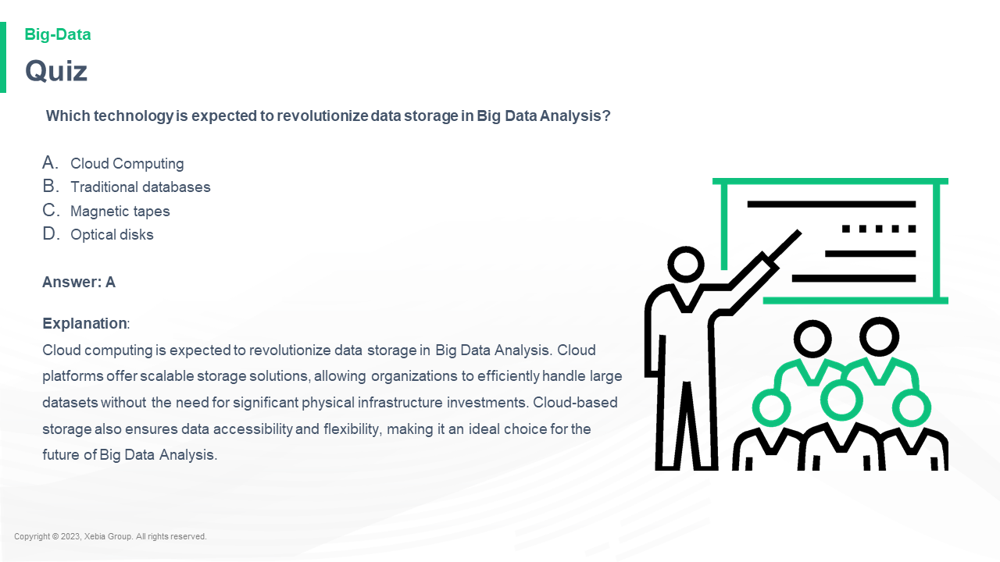 Big-Data
Quiz
Which technology is expected to revolutionize data storage in Big Data Analysis?
A. Cloud Computing
B. Traditional databases
C. Magnetic tapes
D. Optical disks
Answer: A
Explanation:
Cloud computing is expected to revolutionize data storage in Big Data Analysis. Cloud
platforms offer scalable storage solutions, allowing organizations to efficiently handle large
datasets without the need for significant physical infrastructure investments. Cloud-based
storage also ensures data accessibility and flexibility, making it an ideal choice for the
future of Big Data Analysis.
Copyright © 2023, Xebia Group. All rights reserved.